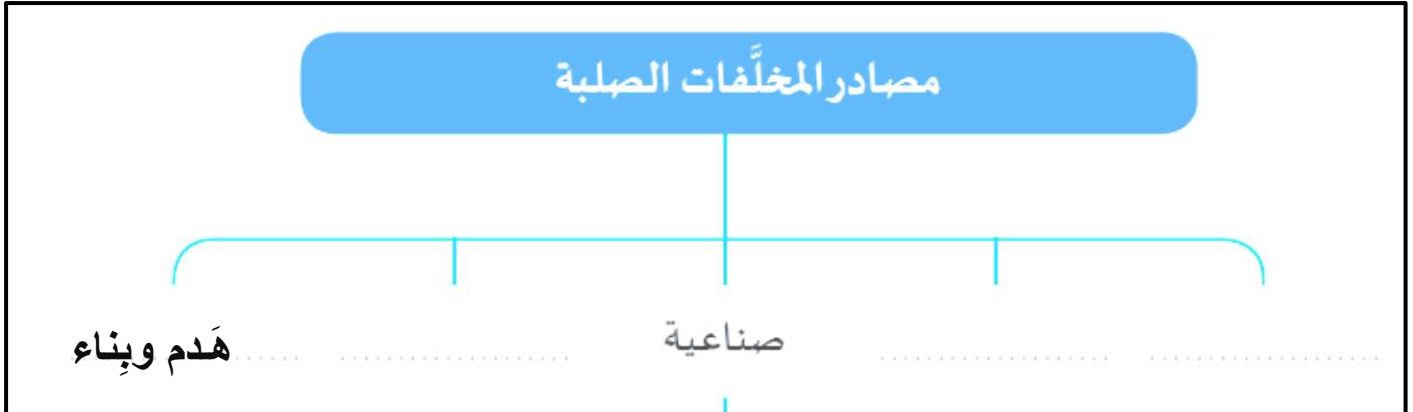 مصادر المخلَّفات الصلبة
صناعية
هَدم وبِناء